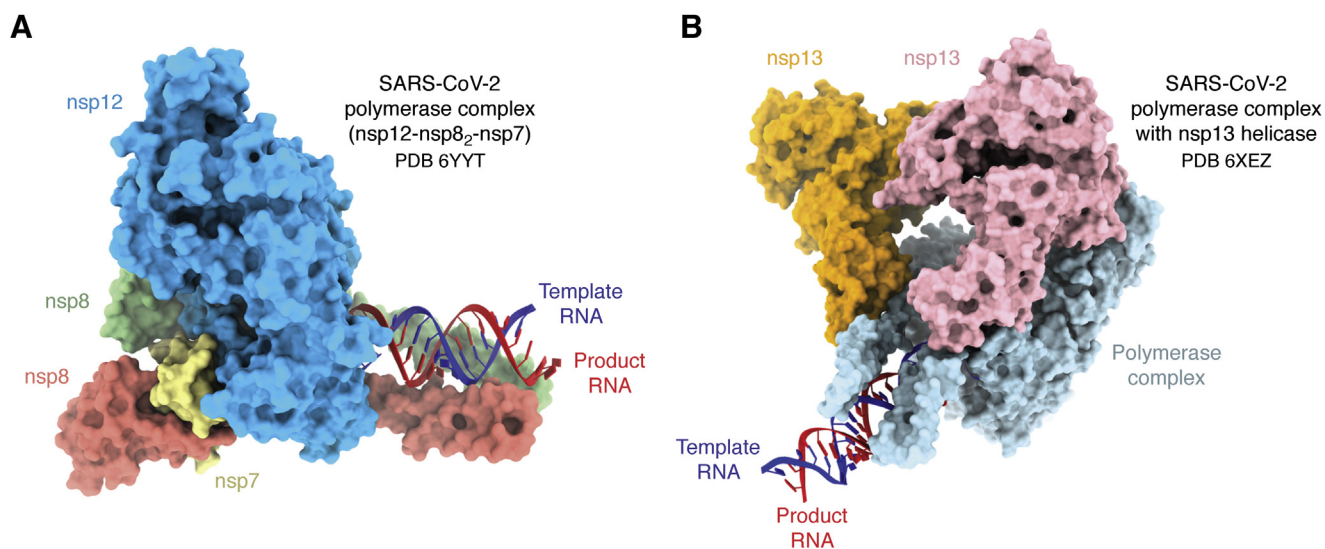 A
nsp12
SARS-CoV-2
polymerase complex
(nsp12-nsp8₂-nsp7)
PDB 6YYT
nsp8
nsp8
nsp7
Template
RNA
Product
RNA
B
nsp13
nsp13
SARS-CoV-2
polymerase complex
with nsp13 helicase
PDB 6XEZ
Polymerase
complex
Template
RNA
Product
RNA